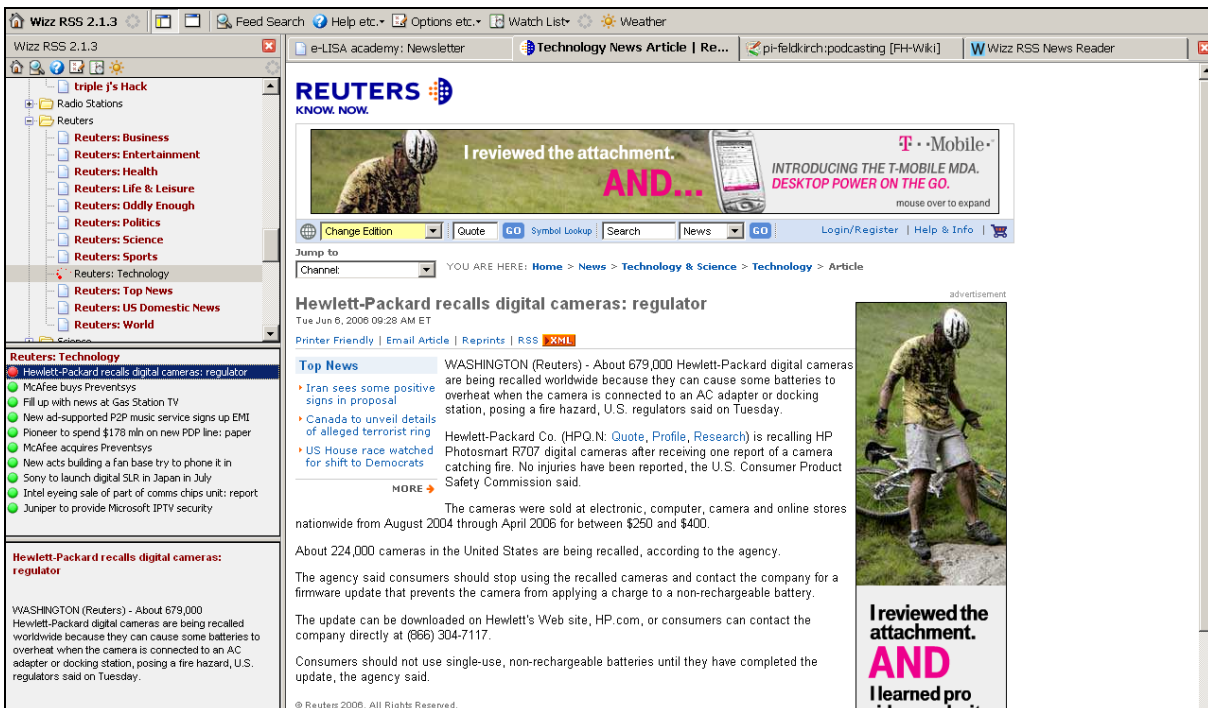 Wizz RSS 2.1.3 Feed Search Help etc. Options etc. Watch List Weather
Wizz RSS 2.1.3
triple j's Hack
Radio Stations
Reuters
Reuters: Business
Reuters: Entertainment
Reuters: Health
Reuters: Life & Leisure
Reuters: Oddly Enough
Reuters: Politics
Reuters: Science
Reuters: Sports
Reuters: Technology
Reuters: Top News
Reuters: US Domestic News
Reuters: World
Science
Reuters: Technology
Hewlett-Packard recalls digital cameras: regulator
McAfee buys Preventsys
Fill up with news at Gas Station TV
New ad-supported P2P music service signs up EMI
Pioneer to spend $178 mln on new PDP line: paper
McAfee acquires Preventsys
New acts building a fan base try to phone it in
Sony to launch digital SLR in Japan in July
Intel eyeing sale of part of comms chips unit: report
Juniper to provide Microsoft IPTV security
Hewlett-Packard recalls digital cameras:
regulator
WASHINGTON (Reuters) - About 679,000
Hewlett-Packard digital cameras are being recalled
worldwide because they can cause some batteries to
overheat when the camera is connected to an AC
adapter or docking station, posing a fire hazard, U.S.
regulators said on Tuesday.
e-LISA academy: Newsletter
Technology News Article | Re...
pi-feldkirch:podcasting [FH-Wiki]
Wizz RSS News Reader
REUTERS
KNOW. NOW.
I reviewed the attachment.
AND...
T · · Mobile ·
INTRODUCING THE T-MOBILE MDA.
DESKTOP POWER ON THE GO.
mouse over to expand
Change Edition Quote GO Symbol Lookup Search News GO Login/Register | Help & Info |
Jump to
Channel: YOU ARE HERE: Home > News > Technology & Science > Technology > Article
advertisement
Hewlett-Packard recalls digital cameras: regulator
Tue Jun 6, 2006 09:28 AM ET
Printer Friendly | Email Article | Reprints | RSS XML
Top News
Iran sees some positive
signs in proposal
Canada to unveil details
of alleged terrorist ring
US House race watched
for shift to Democrats
MORE
WASHINGTON (Reuters) - About 679,000 Hewlett-Packard digital cameras
are being recalled worldwide because they can cause some batteries to
overheat when the camera is connected to an AC adapter or docking
station, posing a fire hazard, U.S. regulators said on Tuesday.
Hewlett-Packard Co. (HPQ.N: Quote, Profile, Research) is recalling HP
Photosmart R707 digital cameras after receiving one report of a camera
catching fire. No injuries have been reported, the U.S. Consumer Product
Safety Commission said.
The cameras were sold at electronic, computer, camera and online stores
nationwide from August 2004 through April 2006 for between $250 and $400.
About 224,000 cameras in the United States are being recalled, according to the agency.
The agency said consumers should stop using the recalled cameras and contact the company for a
firmware update that prevents the camera from applying a charge to a non-rechargeable battery.
The update can be downloaded on Hewlett's Web site, HP.com, or consumers can contact the
company directly at (866) 304-7117.
Consumers should not use single-use, non-rechargeable batteries until they have completed the
update, the agency said.
© Reuters 2006. All Rights Reserved.
I reviewed the
attachment.
AND
I learned pro